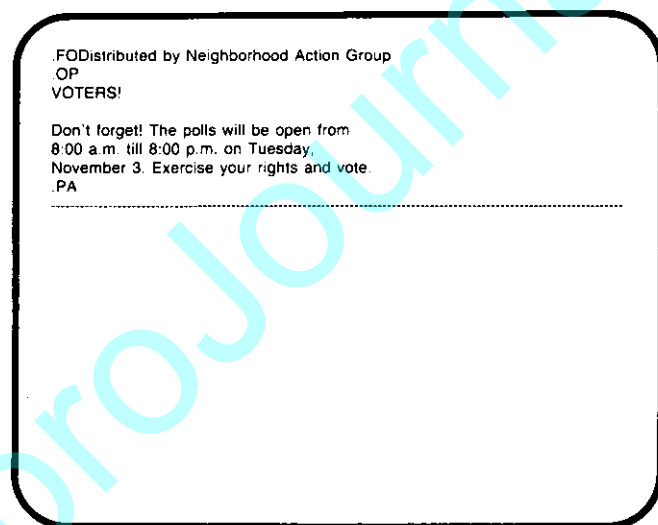 .FODistributed by Neighborhood Action Group
.OP
VOTERS!
Don't forget! The polls will be open from
8:00 a.m. till 8:00 p.m. on Tuesday,
November 3. Exercise your rights and vote.
.PA
proJourna